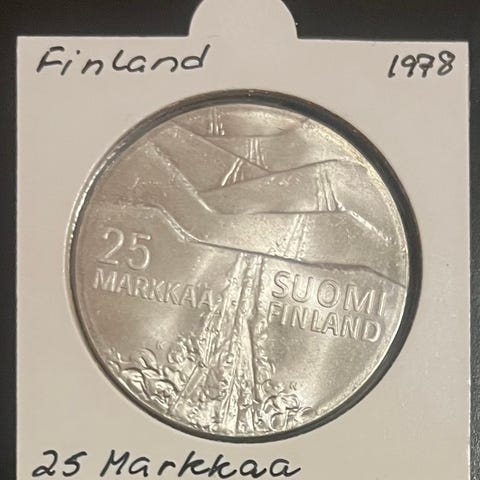 Finland 1978
25
MARKKAA
SUOMI
FINLAND
25 Markkaa